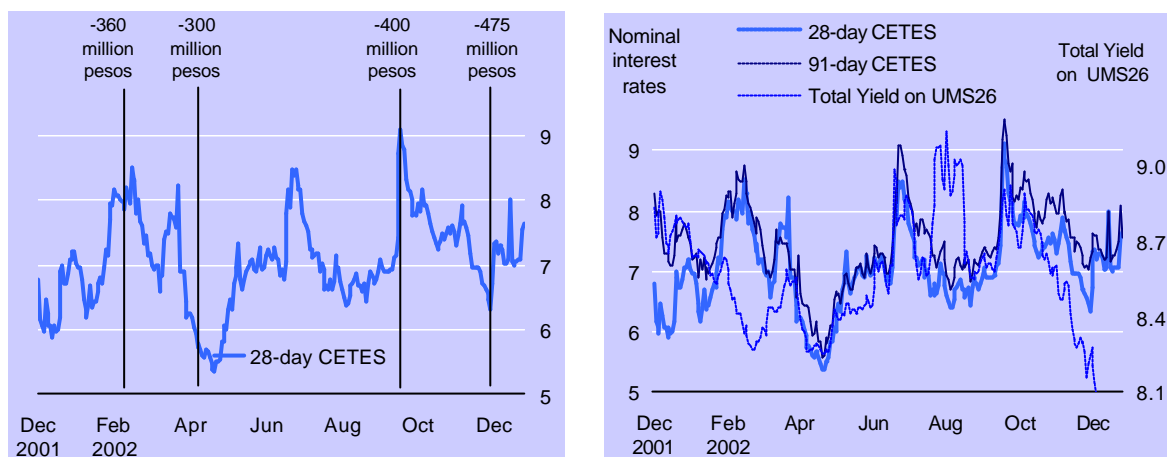 -360 -300 -400 -475
million million million million
pesos pesos pesos pesos
9
8
7
6
5
28-day CETES
Dec Feb Apr Jun Aug Oct Dec
2001 2002
Nominal
interest
rates
28-day CETES
91-day CETES
Total Yield on UMS26
Total Yield
on UMS26
9
8
7
6
5
9.0
8.7
8.4
8.1
Dec Feb Apr Jun Aug Oct Dec
2001 2002